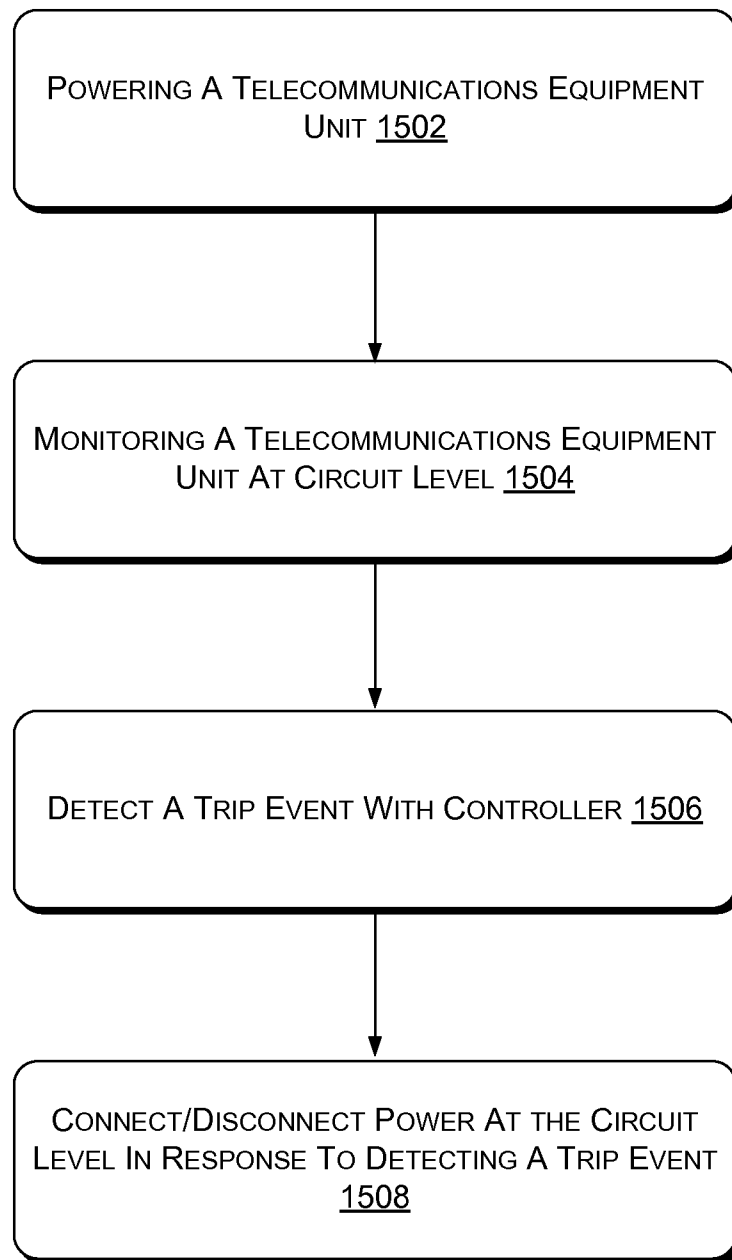 POWERING A TELECOMMUNICATIONS EQUIPMENT
UNIT 1502
MONITORING A TELECOMMUNICATIONS EQUIPMENT
UNIT AT CIRCUIT LEVEL 1504
DETECT A TRIP EVENT WITH CONTROLLER 1506
CONNECT/DISCONNECT POWER AT THE CIRCUIT
LEVEL IN RESPONSE TO DETECTING A TRIP EVENT
1508